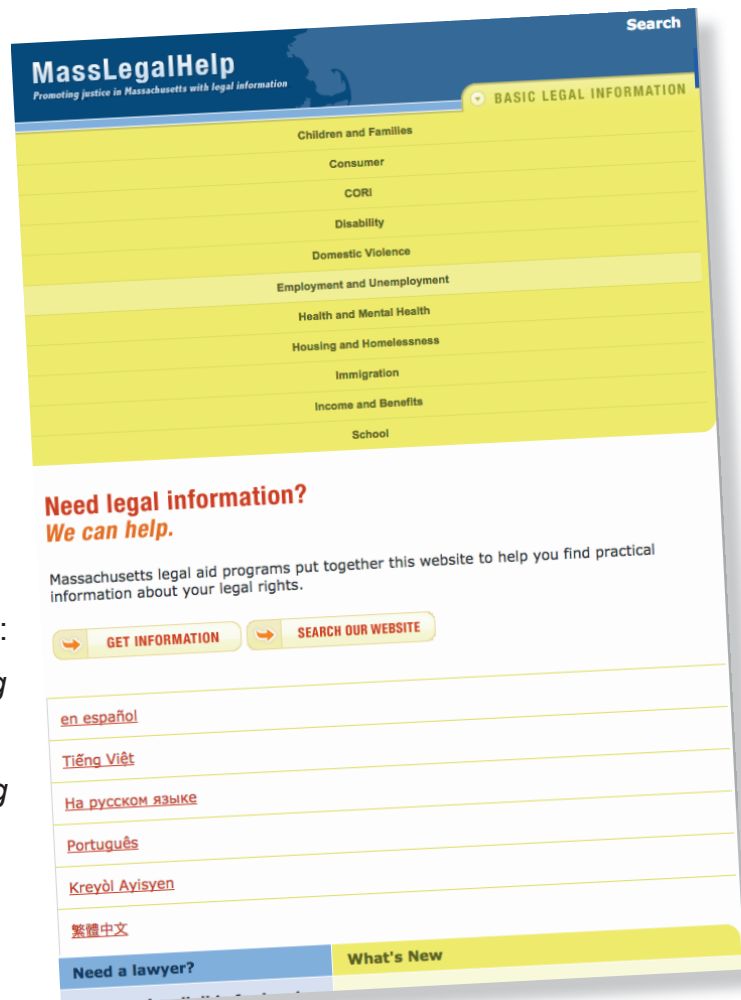 MassLegalHelp
Promoting justice in Massachusetts with legal information
Search
BASIC LEGAL INFORMATION
Children and Families
Consumer
CORI
Disability
Domestic Violence
Employment and Unemployment
Health and Mental Health
Housing and Homelessness
Immigration
Income and Benefits
School
Need legal information?
We can help.
Massachusetts legal aid programs put together this website to help you find practical
information about your legal rights.
:
g
g
GET INFORMATION
SEARCH OUR WEBSITE
en español
Tiếng Việt
На русском языке
Português
Kreyòl Ayisyen
繁體中文
Need a lawyer?
What's New